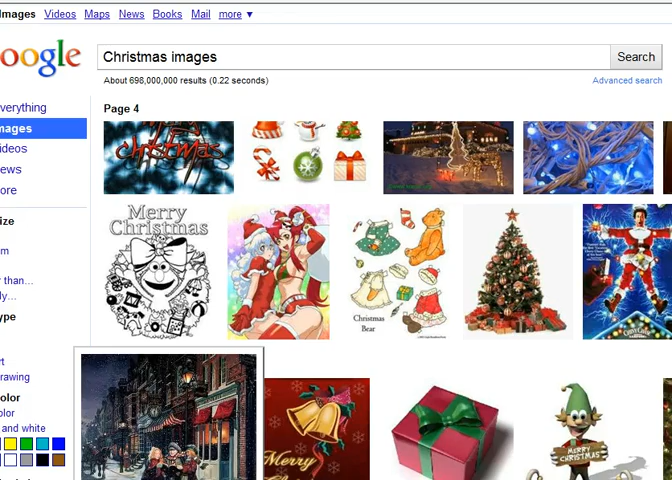 Images Videos Maps News Books Mail more ▼
oogle
Christmas images
Search
About 698,000,000 results (0.22 seconds)
Advanced search
verything
mages
ideos
ews
ore
ize
m
r than...
ly...
ype
rt
rawing
olor
olor
and white
Page 4
christmas
Merry
Christmas
Christmas
Bear
Merry
MERRY
CHRISTMAS